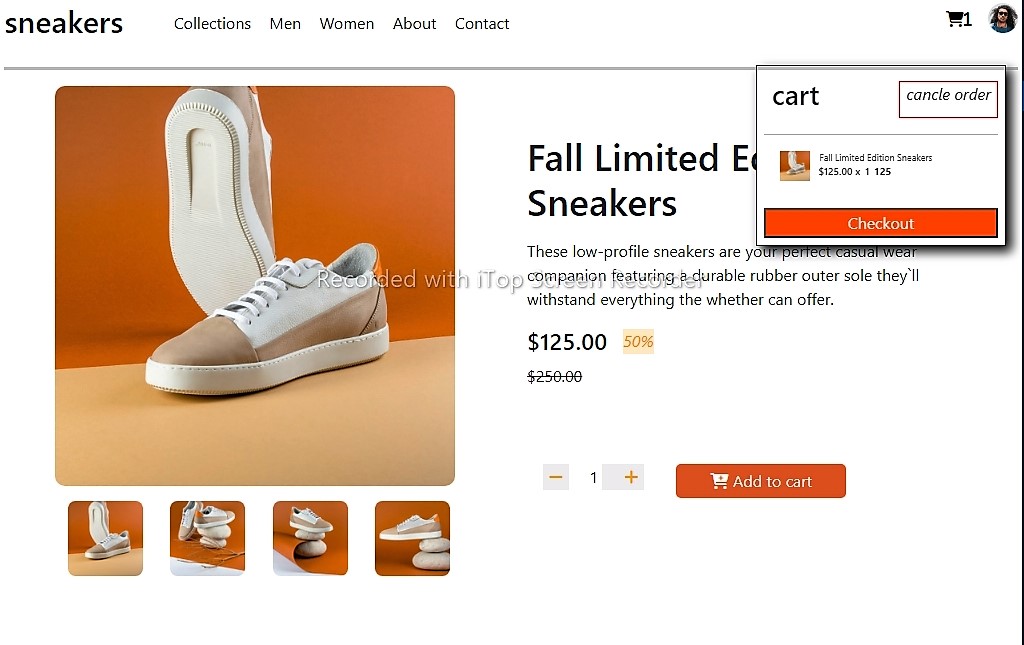 sneakers
Collections Men Women About Contact
1
cart
cancle order
Fall Limited Edition Sneakers
$125.00 x 1 125
Checkout
Fall Limited Ed
Sneakers
These low-profile sneakers are your perfect casual wear
companion featuring a durable rubber outer sole they`ll
withstand everything the whether can offer.
Recorded with iTop Screen Recorder
$125.00 50%
$250.00
− 1 +
Add to cart